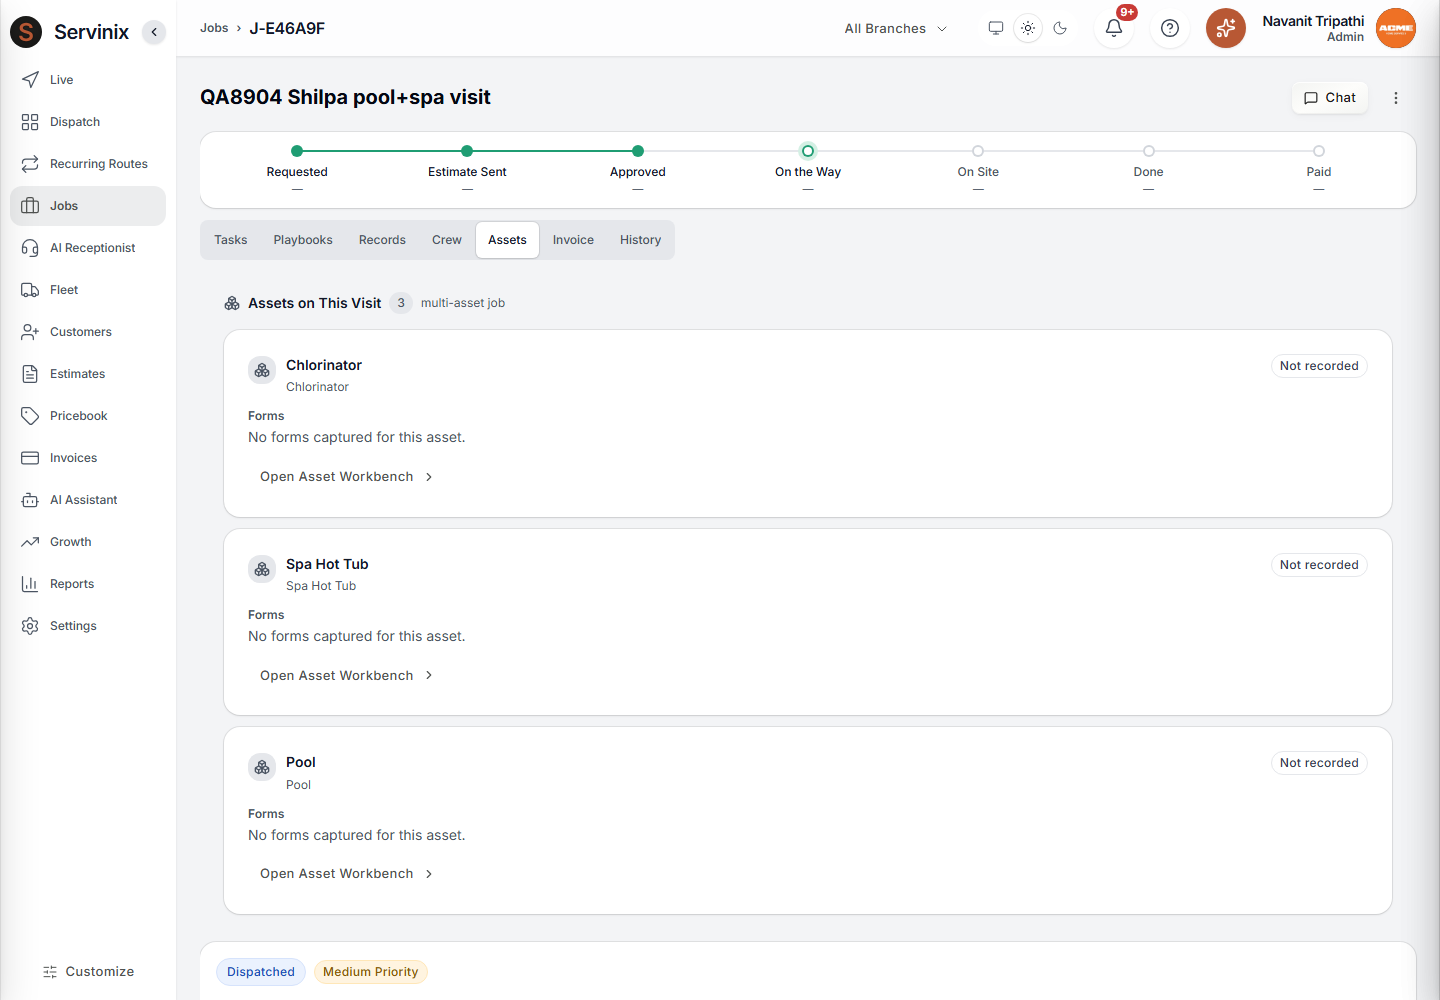 S Servinix
Live
Dispatch
Recurring Routes
Jobs
AI Receptionist
Fleet
Customers
Estimates
Pricebook
Invoices
AI Assistant
Growth
Reports
Settings
Customize
Jobs › J-E46A9F
All Branches
9+
Navanit Tripathi
Admin
ACME
QA8904 Shilpa pool+spa visit
Chat
Requested
—
Estimate Sent
—
Approved
—
On the Way
—
On Site
—
Done
—
Paid
—
Tasks Playbooks Records Crew Assets Invoice History
Assets on This Visit 3 multi-asset job
Chlorinator
Chlorinator
Not recorded
Forms
No forms captured for this asset.
Open Asset Workbench
Spa Hot Tub
Spa Hot Tub
Not recorded
Forms
No forms captured for this asset.
Open Asset Workbench
Pool
Pool
Not recorded
Forms
No forms captured for this asset.
Open Asset Workbench
Dispatched Medium Priority